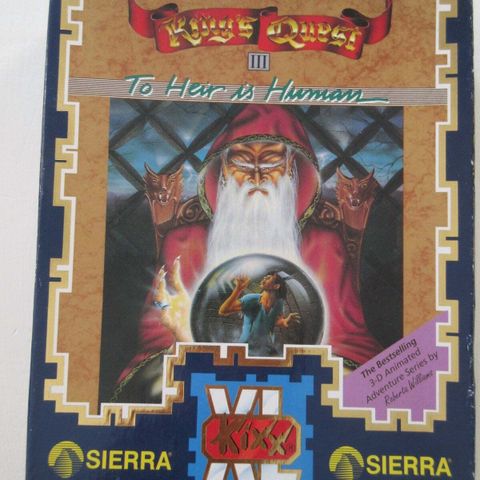 King's Quest
III
To Heir is Human
The Bestselling
3-D Animated
Adventure Series by
Roberta Williams
XL
Kixx
XL
SIERRA
SIERRA